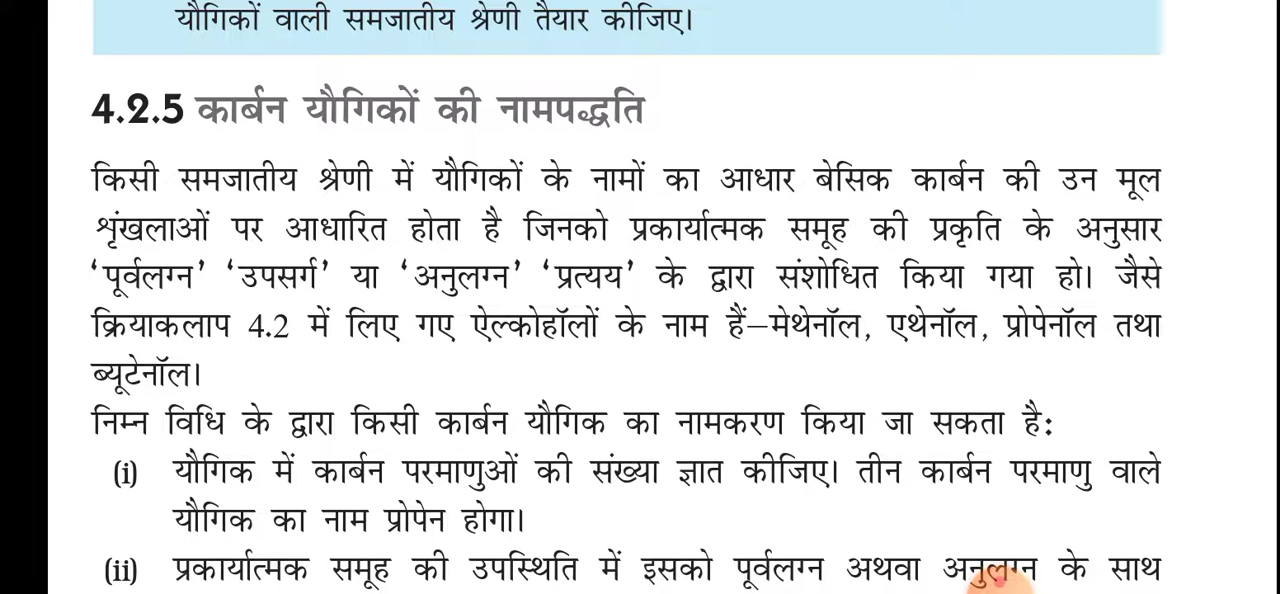 यौगिकों वाली समजातीय श्रेणी तैयार कीजिए।
4.2.5 कार्बन यौगिकों की नामपद्धति
किसी समजातीय श्रेणी में यौगिकों के नामों का आधार बेसिक कार्बन की उन मूल
शृंखलाओं पर आधारित होता है जिनको प्रकार्यात्मक समूह की प्रकृति के अनुसार
‘पूर्वलग्न’ ‘उपसर्ग’ या ‘अनुलग्न’ ‘प्रत्यय’ के द्वारा संशोधित किया गया हो। जैसे
क्रियाकलाप 4.2 में लिए गए ऐल्कोहॉलों के नाम हैं–मेथेनॉल, एथेनॉल, प्रोपेनॉल तथा
ब्यूटेनॉल।
निम्न विधि के द्वारा किसी कार्बन यौगिक का नामकरण किया जा सकता है:
(i) यौगिक में कार्बन परमाणुओं की संख्या ज्ञात कीजिए। तीन कार्बन परमाणु वाले
यौगिक का नाम प्रोपेन होगा।
(ii) प्रकार्यात्मक समूह की उपस्थिति में इसको पूर्वलग्न अथवा अनुलग्न के साथ